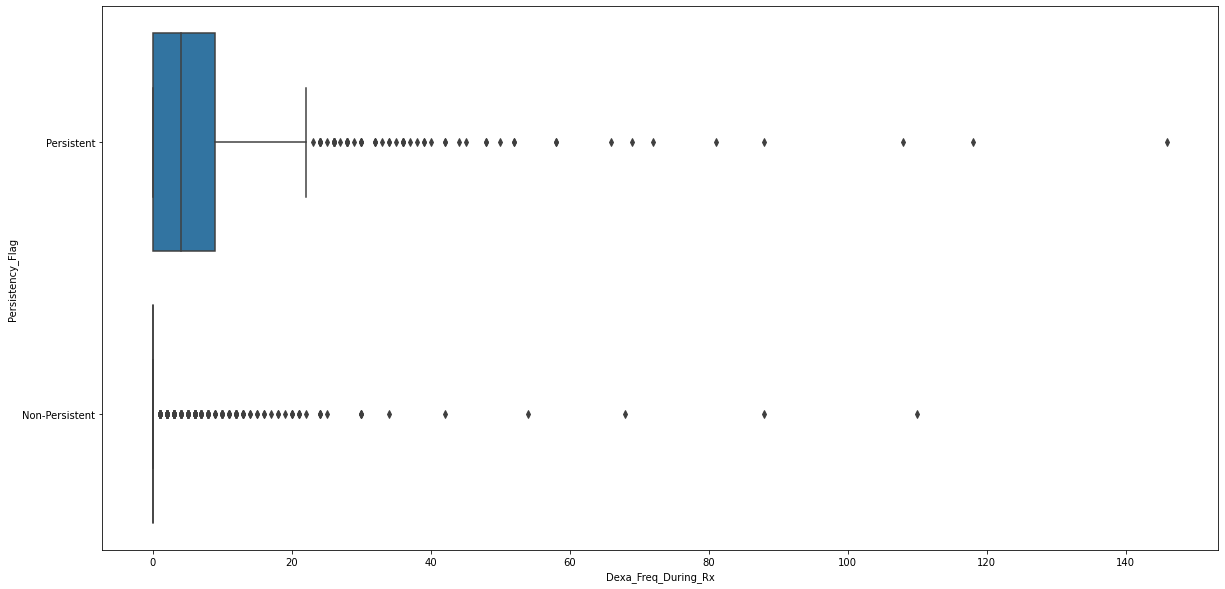 Persistency_Flag
Persistent
Non-Persistent
0 20 40 60 80 100 120 140
Dexa_Freq_During_Rx